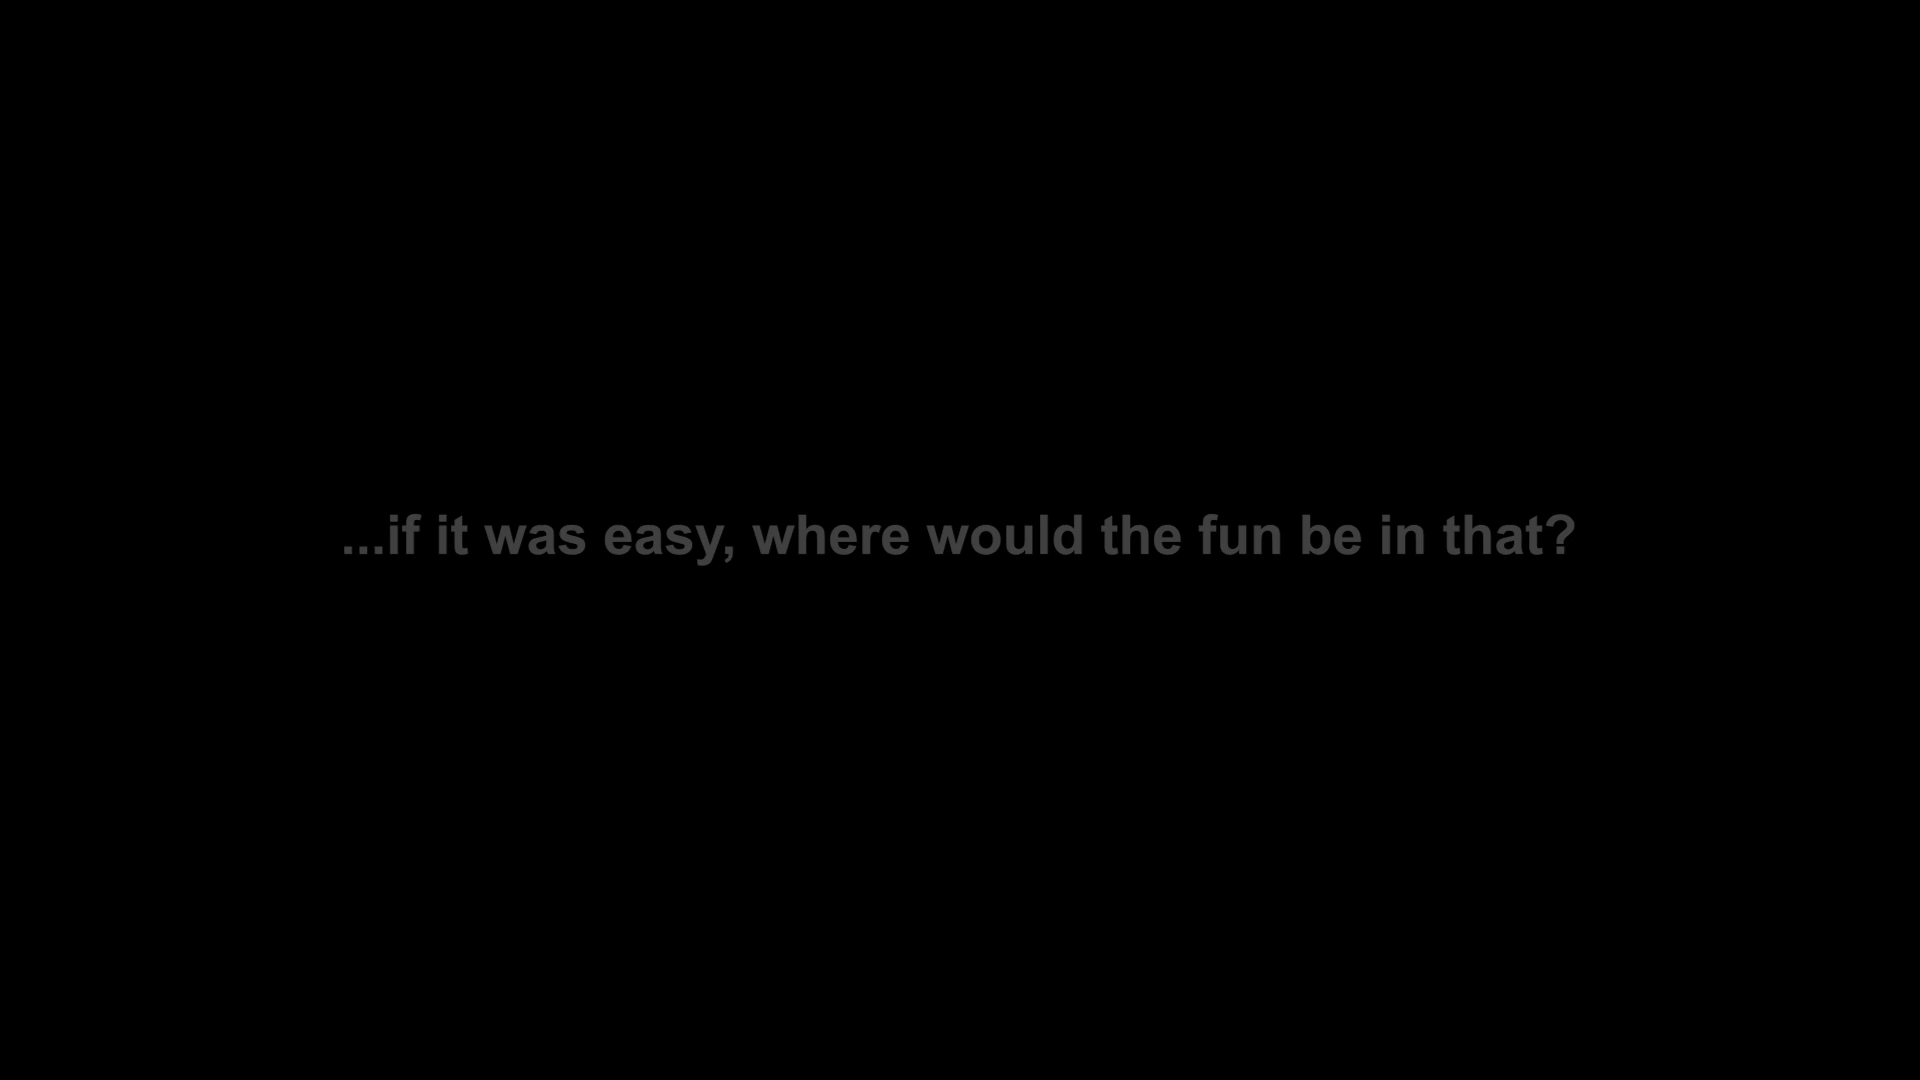 ...if it was easy, where would the fun be in that?